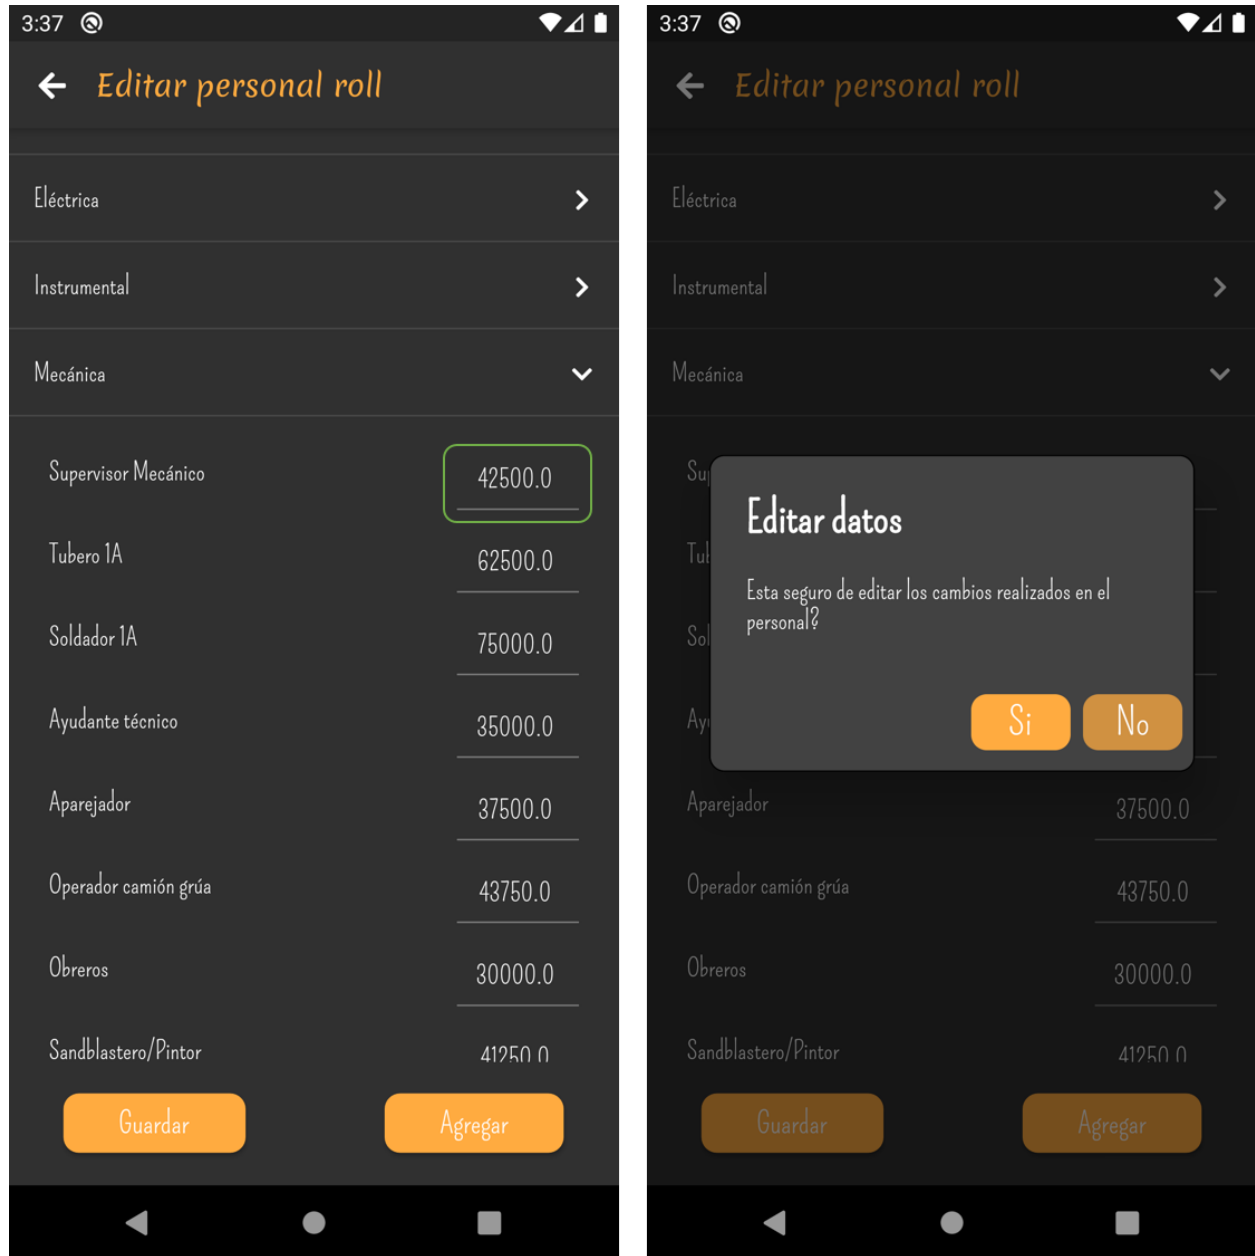 3:37
Editar personal roll
Eléctrica
Instrumental
Mecánica
Supervisor Mecánico 42500.0
Tubero 1A 62500.0
Soldador 1A 75000.0
Ayudante técnico 35000.0
Aparejador 37500.0
Operador camión grúa 43750.0
Obreros 30000.0
Sandblastero/Pintor 41250.0
Guardar Agregar
3:37
Editar personal roll
Eléctrica
Instrumental
Mecánica
Su
Tu
Sol
Ay
Editar datos
Esta seguro de editar los cambios realizados en el
personal?
Si No
Aparejador 37500.0
Operador camión grúa 43750.0
Obreros 30000.0
Sandblastero/Pintor 41250.0
Guardar Agregar